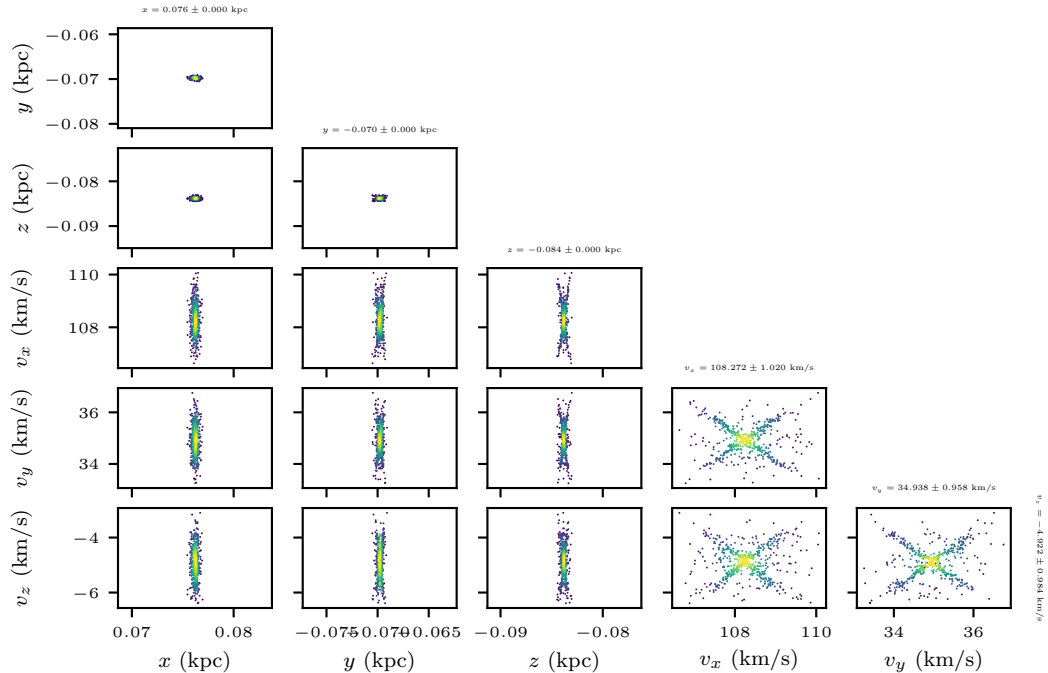 x = 0.076 ± 0.000 kpc
y (kpc)
−0.06
−0.07
−0.08
y = −0.070 ± 0.000 kpc
z (kpc)
−0.08
−0.09
z = −0.084 ± 0.000 kpc
v_x (km/s)
110
108
v_x = 108.272 ± 1.020 km/s
v_y (km/s)
36
34
v_y = 34.938 ± 0.958 km/s
v_z (km/s)
−4
−6
v_z = −4.922 ± 0.984 km/s
0.07 0.08 −0.075 −0.070 −0.065 −0.09 −0.08 108 110 34 36
x (kpc) y (kpc) z (kpc) v_x (km/s) v_y (km/s)